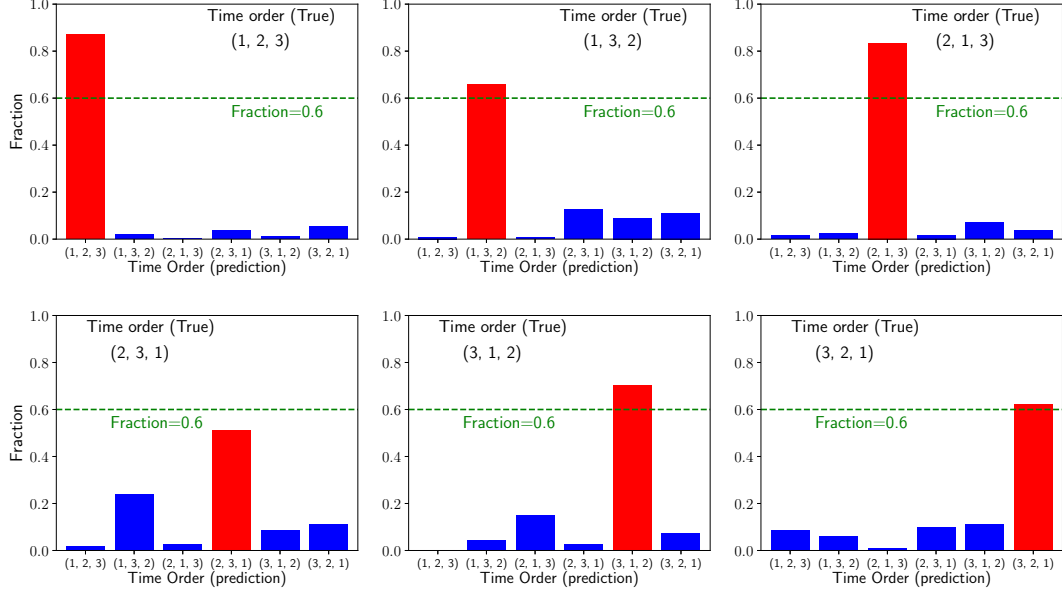 Time order (True)
(1, 2, 3)
Fraction=0.6
1.0
0.8
0.6
0.4
0.2
0.0
Fraction
(1, 2, 3) (1, 3, 2) (2, 1, 3) (2, 3, 1) (3, 1, 2) (3, 2, 1)
Time Order (prediction)
Time order (True)
(1, 3, 2)
Fraction=0.6
1.0
0.8
0.6
0.4
0.2
0.0
(1, 2, 3) (1, 3, 2) (2, 1, 3) (2, 3, 1) (3, 1, 2) (3, 2, 1)
Time Order (prediction)
Time order (True)
(2, 1, 3)
Fraction=0.6
1.0
0.8
0.6
0.4
0.2
0.0
(1, 2, 3) (1, 3, 2) (2, 1, 3) (2, 3, 1) (3, 1, 2) (3, 2, 1)
Time Order (prediction)
Time order (True)
(2, 3, 1)
Fraction=0.6
1.0
0.8
0.6
0.4
0.2
0.0
Fraction
(1, 2, 3) (1, 3, 2) (2, 1, 3) (2, 3, 1) (3, 1, 2) (3, 2, 1)
Time Order (prediction)
Time order (True)
(3, 1, 2)
Fraction=0.6
1.0
0.8
0.6
0.4
0.2
0.0
(1, 2, 3) (1, 3, 2) (2, 1, 3) (2, 3, 1) (3, 1, 2) (3, 2, 1)
Time Order (prediction)
Time order (True)
(3, 2, 1)
Fraction=0.6
1.0
0.8
0.6
0.4
0.2
0.0
(1, 2, 3) (1, 3, 2) (2, 1, 3) (2, 3, 1) (3, 1, 2) (3, 2, 1)
Time Order (prediction)